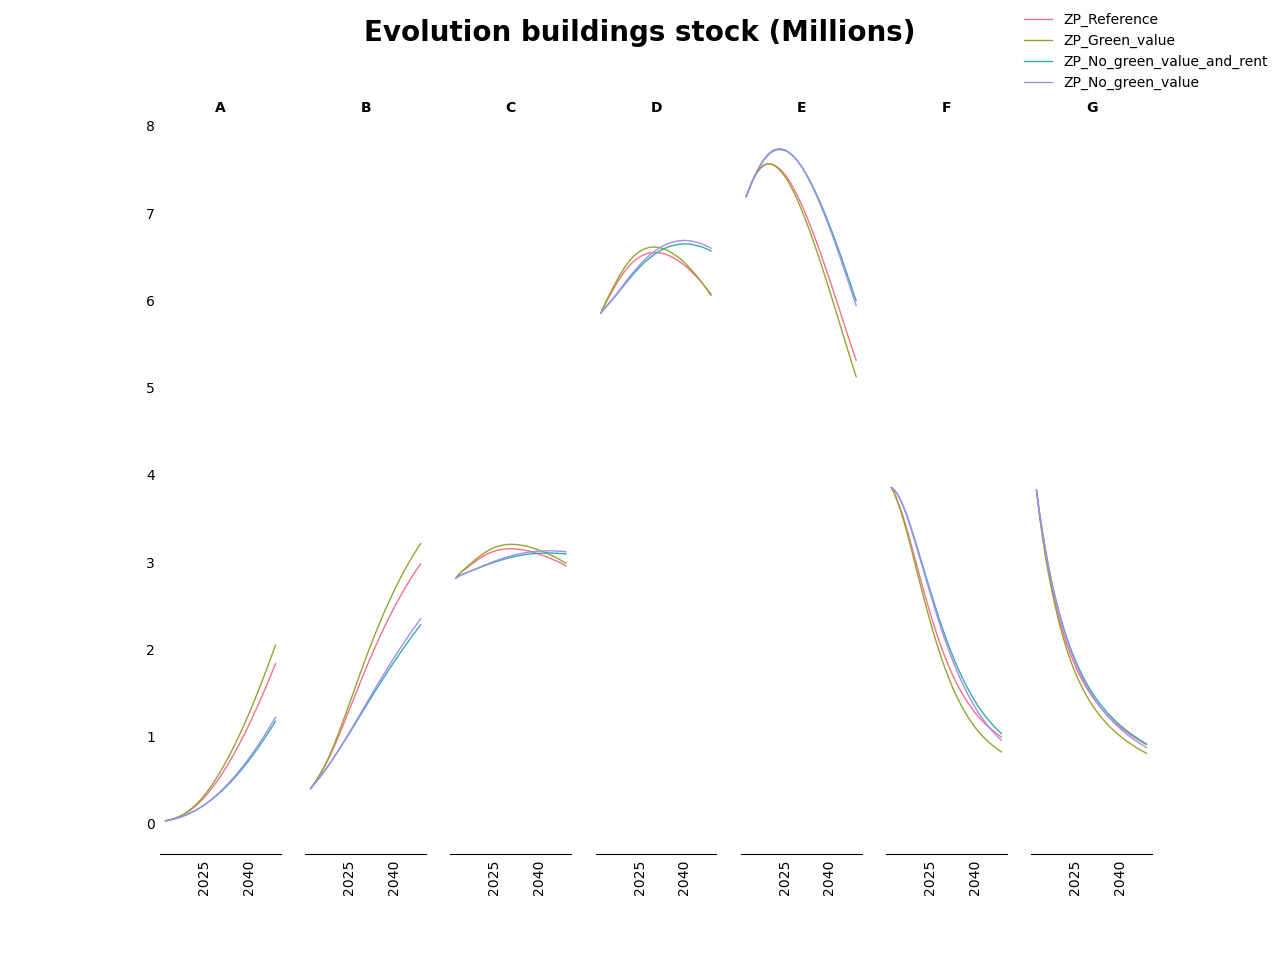 Evolution buildings stock (Millions)
ZP_Reference
ZP_Green_value
ZP_No_green_value_and_rent
ZP_No_green_value
A B C D E F G
8
7
6
5
4
3
2
1
0
2025 2040 2025 2040 2025 2040 2025 2040 2025 2040 2025 2040 2025 2040